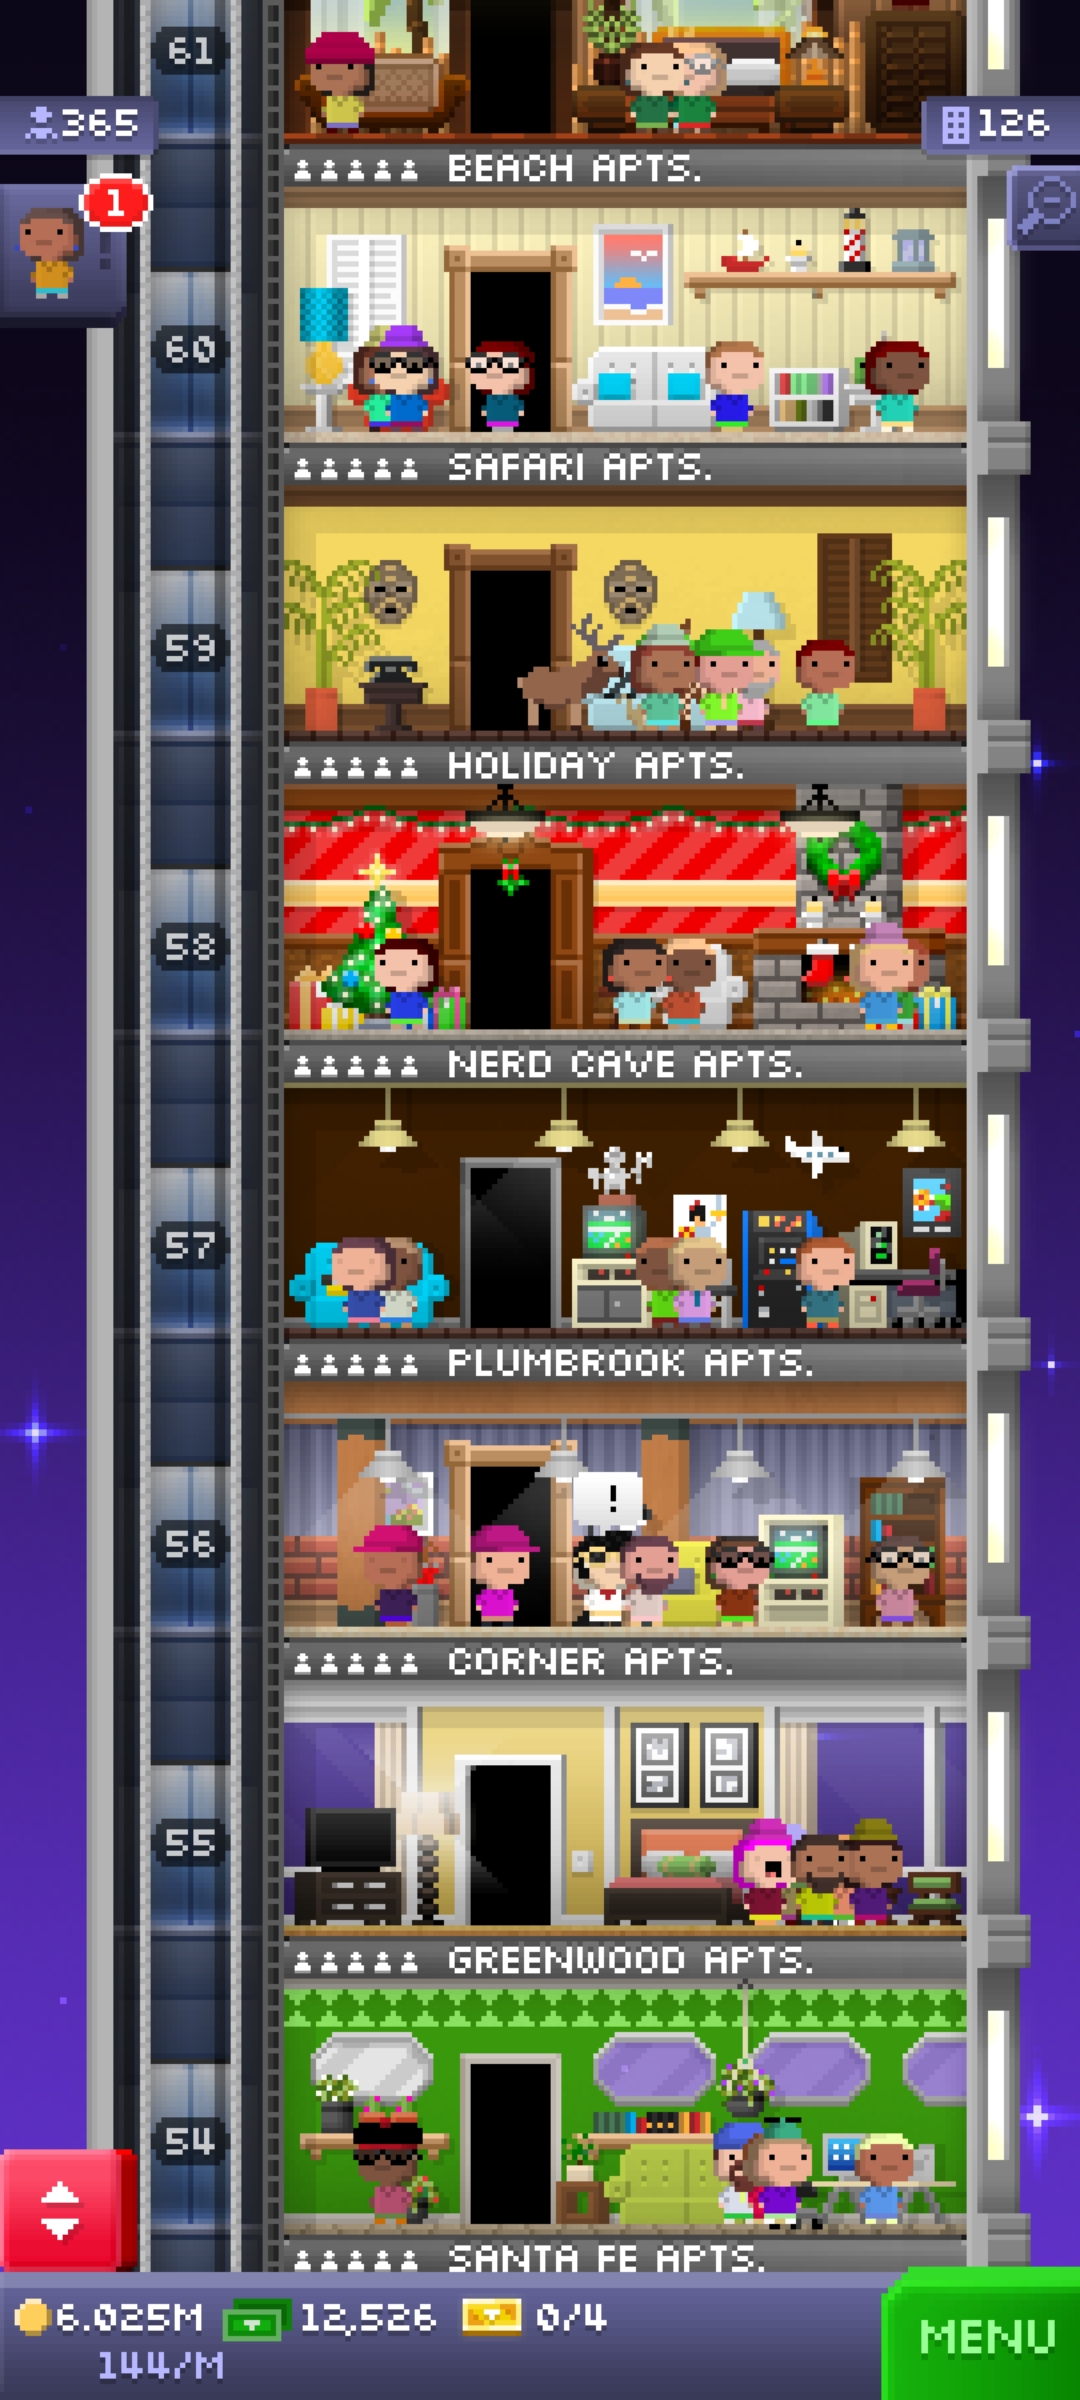 61
365
126
BEACH APTS.
1
60
SAFARI APTS.
59
HOLIDAY APTS.
58
NERD CAVE APTS.
57
PLUMBROOK APTS.
!
56
CORNER APTS.
55
GREENWOOD APTS.
54
SANTA FE APTS.
6.025M 12,526 0/4
144/M
MENU